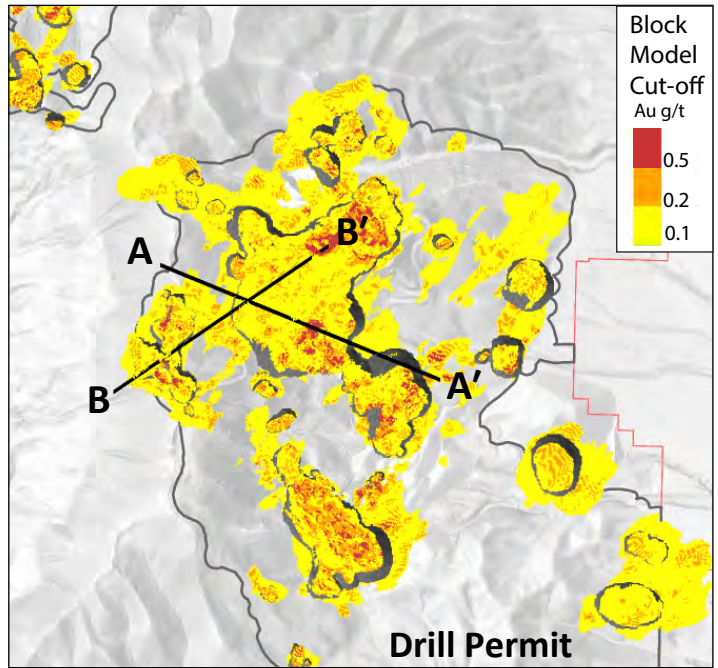 Block
Model
Cut-off
Au g/t
0.5
0.2
0.1
B′
A
A′
B
Drill Permit